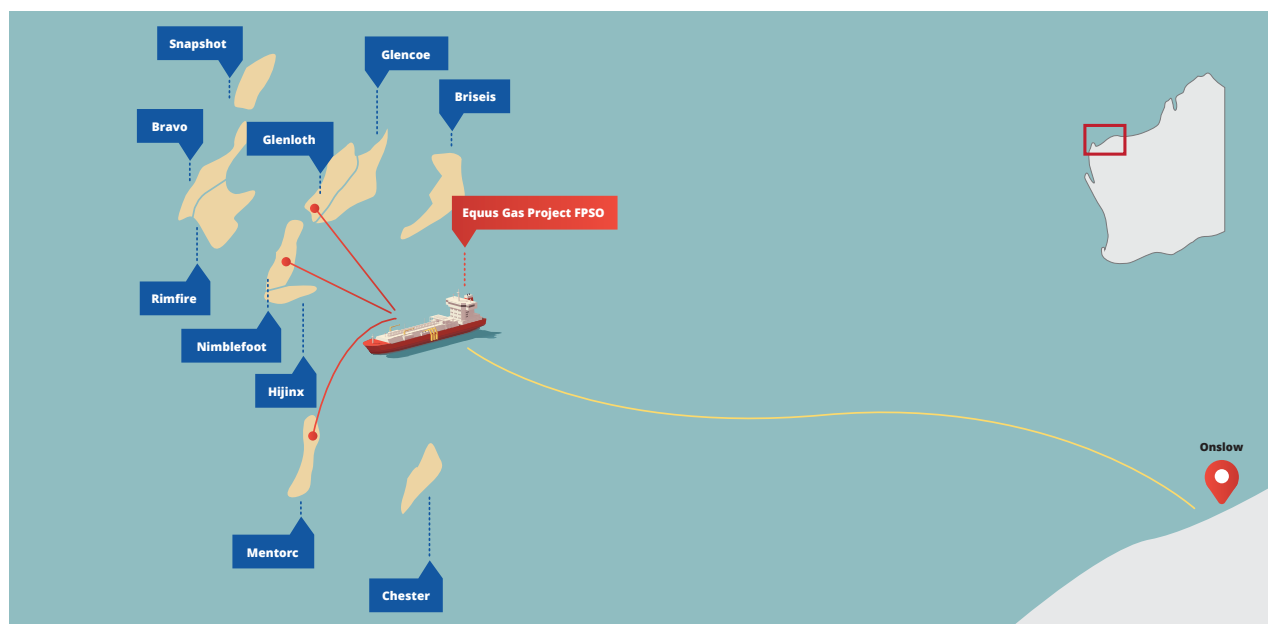 Snapshot
Glencoe
Briseis
Bravo
Glenloth
Equus Gas Project FPSO
Rimfire
Nimblefoot
Hijinx
Onslow
Mentorc
Chester